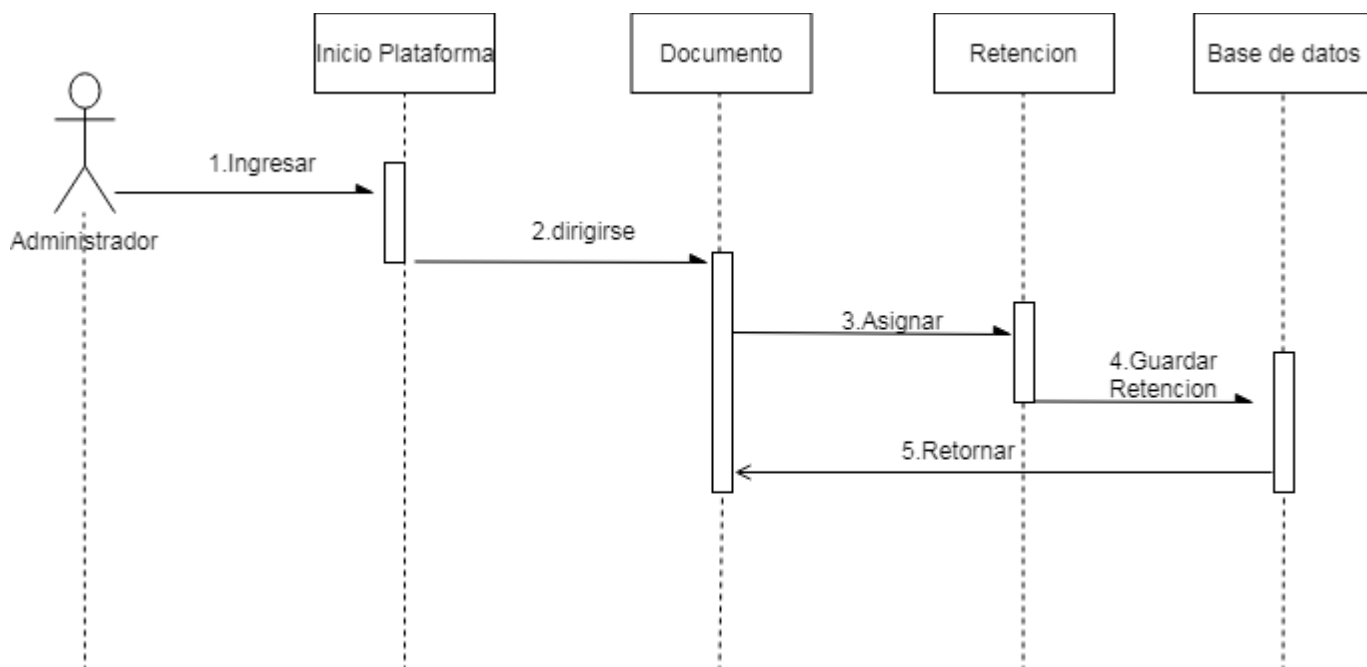 Inicio Plataforma
Documento
Retencion
Base de datos
1.Ingresar
Administrador
2.dirigirse
3.Asignar
4.Guardar
Retencion
5.Retornar